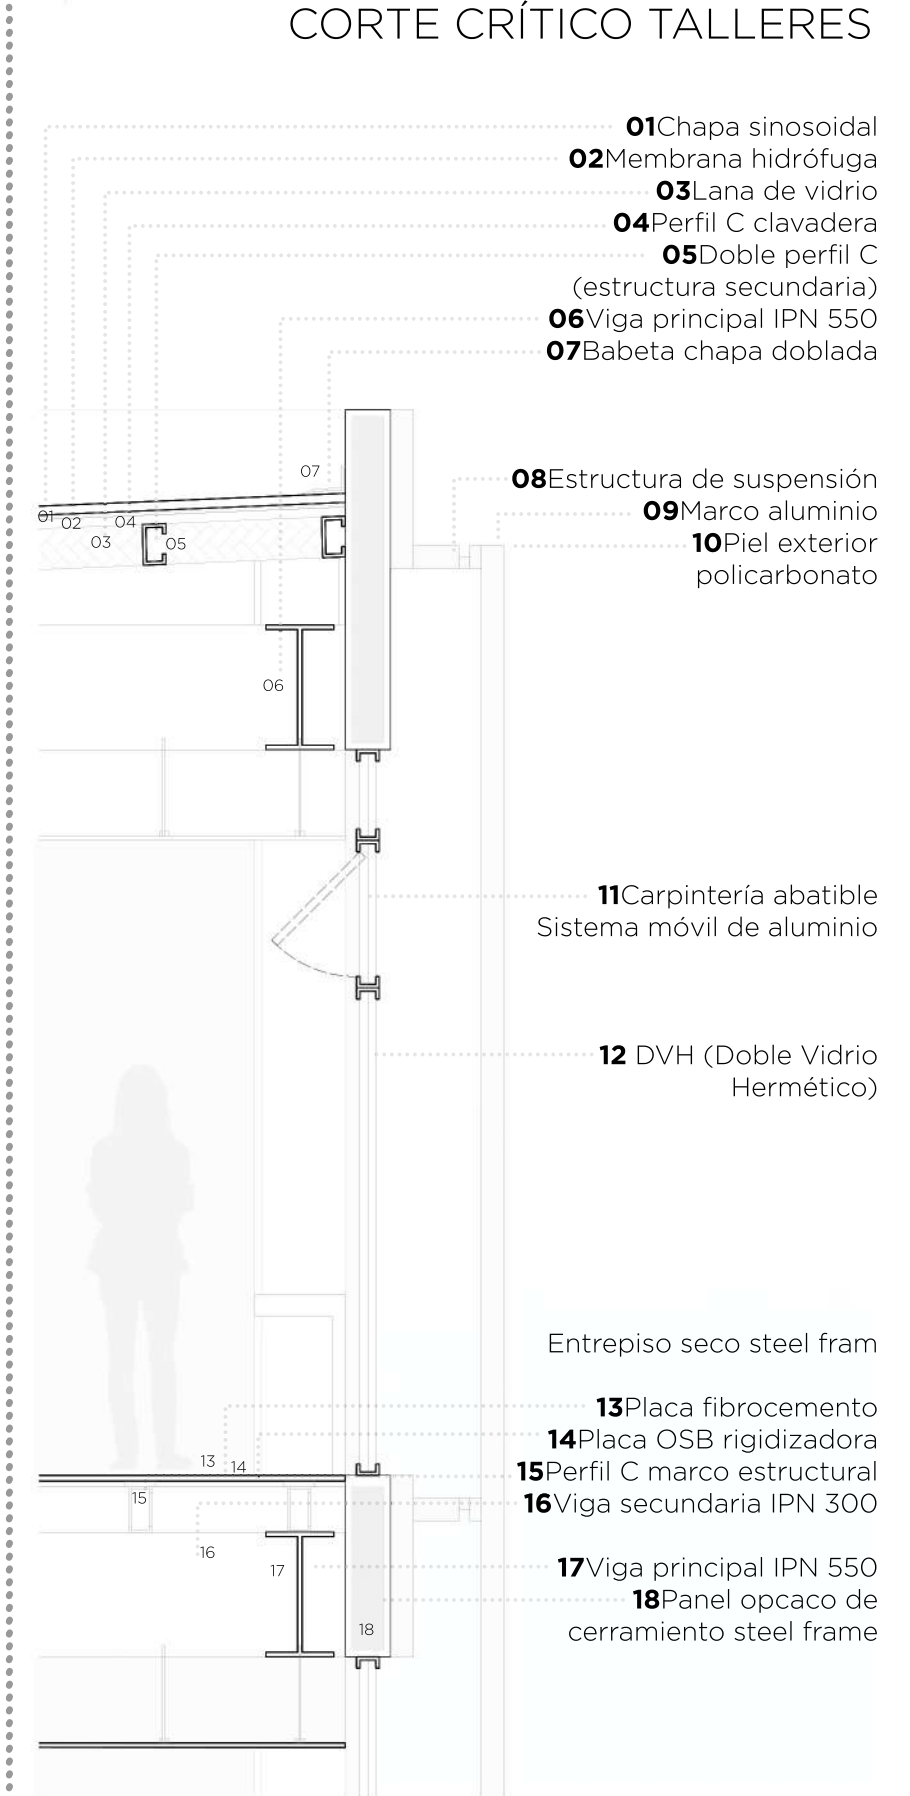 CORTE CRÍTICO TALLERES
01Chapa sinosoidal
02Membrana hidrófuga
03Lana de vidrio
04Perfil C clavadera
05Doble perfil C
(estructura secundaria)
06Viga principal IPN 550
07Babeta chapa doblada
07
08Estructura de suspensión
09Marco aluminio
10Piel exterior
policarbonato
01
02
04
03
05
06
11Carpintería abatible
Sistema móvil de aluminio
12 DVH (Doble Vidrio
Hermético)
Entrepiso seco steel fram
13Placa fibrocemento
14Placa OSB rigidizadora
15Perfil C marco estructural
16Viga secundaria IPN 300
13
14
15
16
17
17Viga principal IPN 550
18Panel opcaco de
cerramiento steel frame
18